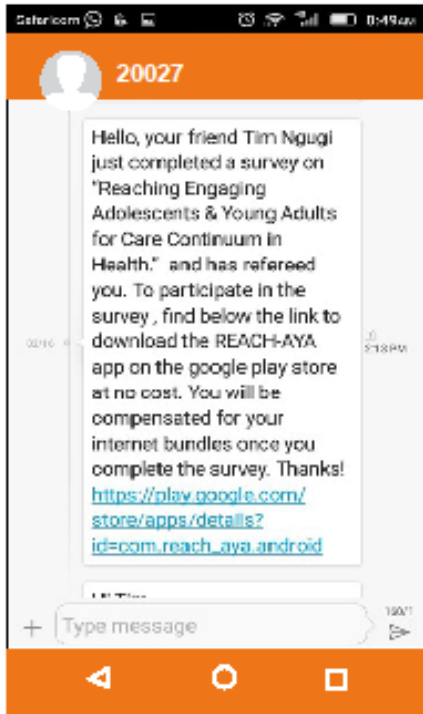 Safaricom 0:49AM
20027
Hello, your friend Tim Ngugi
just completed a survey on
"Reaching Engaging
Adolescents & Young Adults
for Care Continuum in
Health." and has refereed
you. To participate in the
survey , find below the link to
download the REACH-AYA
app on the google play store
at no cost. You will be
compensated for your
internet bundles once you
complete the survey. Thanks!
https://play.google.com/
store/apps/details?
id=com.reach_aya.android
Type message
160/1